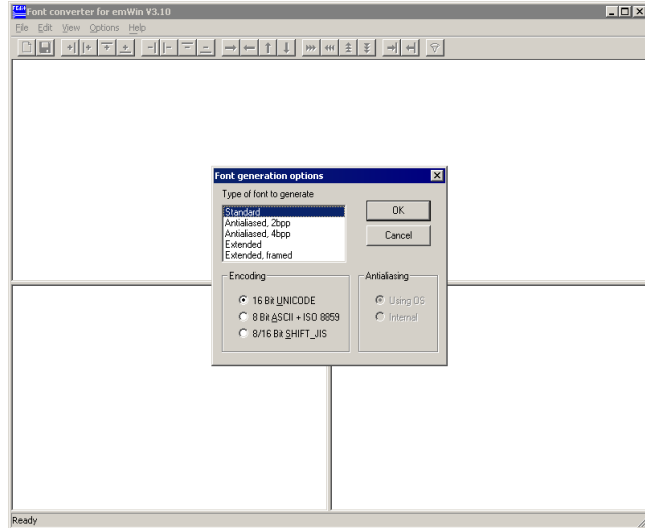 Font converter for emWin V3.10
File Edit View Options Help
Font generation options
Type of font to generate
Standard
Antialiased, 2bpp
Antialiased, 4bpp
Extended
Extended, framed
OK
Cancel
Encoding
16 Bit UNICODE
8 Bit ASCII + ISO 8859
8/16 Bit SHIFT_JIS
Antialiasing
Using OS
Internal
Ready